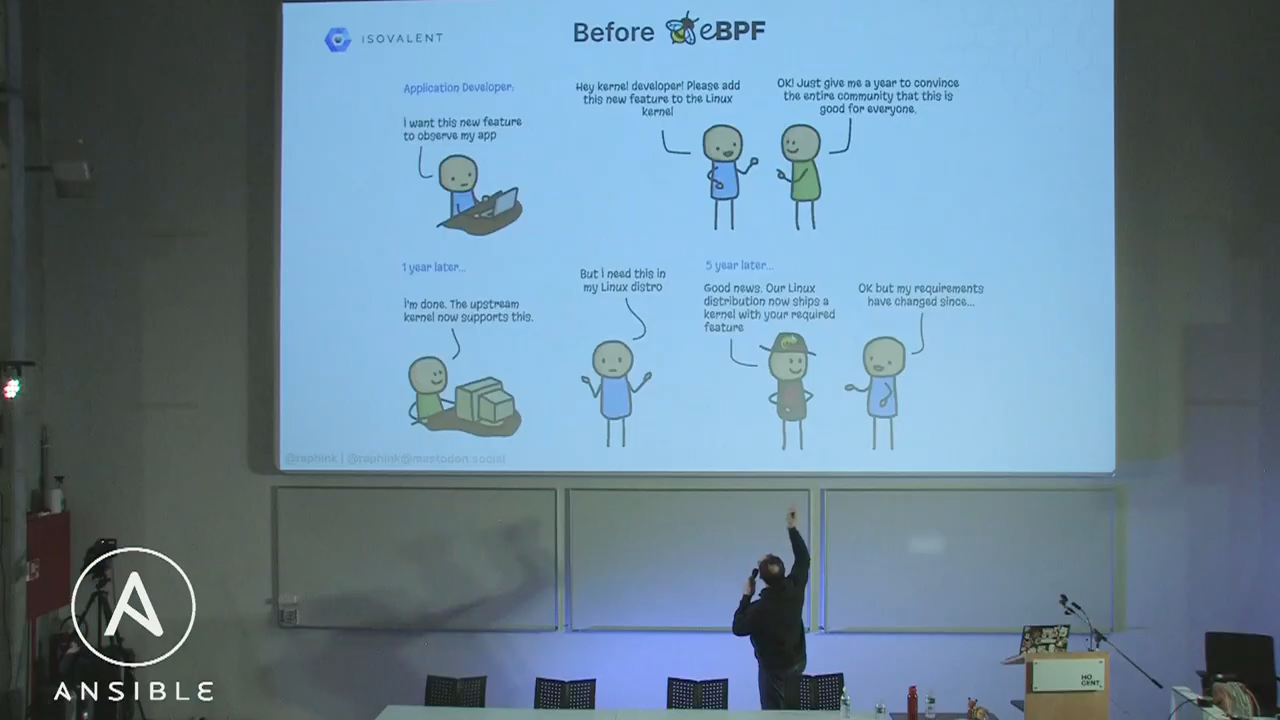 ISOVALENT
Before eBPF
Application Developer:
I want this new feature
to observe my app
Hey kernel developer! Please add
this new feature to the Linux
kernel
OK! Just give me a year to convince
the entire community that this is
good for everyone.
1 year later...
I'm done. The upstream
kernel now supports this.
But I need this in
my Linux distro
5 year later...
Good news. Our Linux
distribution now ships a
kernel with your required
feature
OK but my requirements
have changed since...
@raphink | @raphink@mastodon.social
HO
GENT
ANSIBLE